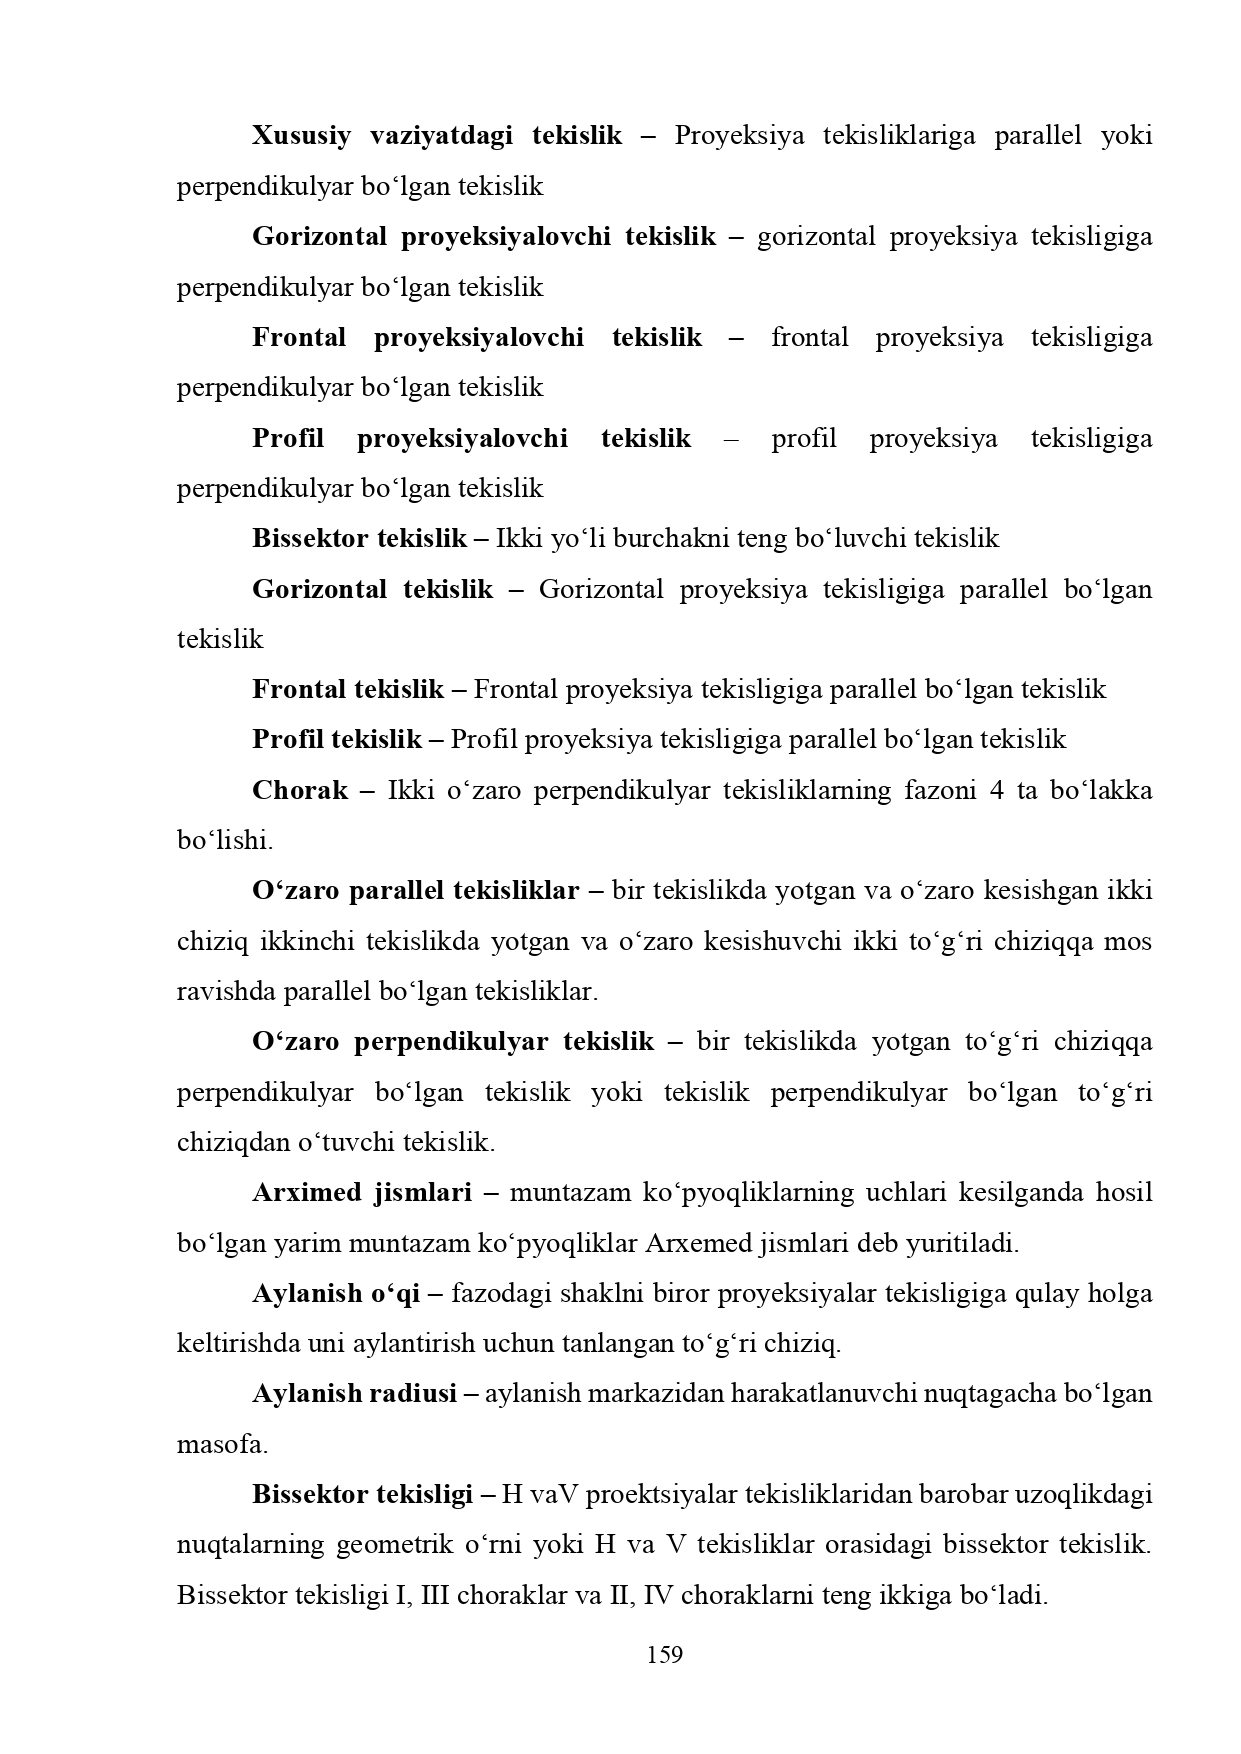 Xususiy vaziyatdagi tekislik – Proyeksiya tekisliklariga parallel yoki
perpendikulyar bo‘lgan tekislik
Gorizontal proyeksiyalovchi tekislik – gorizontal proyeksiya tekisligiga
perpendikulyar bo‘lgan tekislik
Frontal proyeksiyalovchi tekislik – frontal proyeksiya tekisligiga
perpendikulyar bo‘lgan tekislik
Profil proyeksiyalovchi tekislik – profil proyeksiya tekisligiga
perpendikulyar bo‘lgan tekislik
Bissektor tekislik – Ikki yo‘li burchakni teng bo‘luvchi tekislik
Gorizontal tekislik – Gorizontal proyeksiya tekisligiga parallel bo‘lgan
tekislik
Frontal tekislik – Frontal proyeksiya tekisligiga parallel bo‘lgan tekislik
Profil tekislik – Profil proyeksiya tekisligiga parallel bo‘lgan tekislik
Chorak – Ikki o‘zaro perpendikulyar tekisliklarning fazoni 4 ta bo‘lakka
bo‘lishi.
O‘zaro parallel tekisliklar – bir tekislikda yotgan va o‘zaro kesishgan ikki
chiziq ikkinchi tekislikda yotgan va o‘zaro kesishuvchi ikki to‘g‘ri chiziqqa mos
ravishda parallel bo‘lgan tekisliklar.
O‘zaro perpendikulyar tekislik – bir tekislikda yotgan to‘g‘ri chiziqqa
perpendikulyar bo‘lgan tekislik yoki tekislik perpendikulyar bo‘lgan to‘g‘ri
chiziqdan o‘tuvchi tekislik.
Arximed jismlari – muntazam ko‘pyoqliklarning uchlari kesilganda hosil
bo‘lgan yarim muntazam ko‘pyoqliklar Arxemed jismlari deb yuritiladi.
Aylanish o‘qi – fazodagi shaklni biror proyeksiyalar tekisligiga qulay holga
keltirishda uni aylantirish uchun tanlangan to‘g‘ri chiziq.
Aylanish radiusi – aylanish markazidan harakatlanuvchi nuqtagacha bo‘lgan
masofa.
Bissektor tekisligi – H vaV proektsiyalar tekisliklaridan barobar uzoqlikdagi
nuqtalarning geometrik o‘rni yoki H va V tekisliklar orasidagi bissektor tekislik.
Bissektor tekisligi I, III choraklar va II, IV choraklarni teng ikkiga bo‘ladi.
159